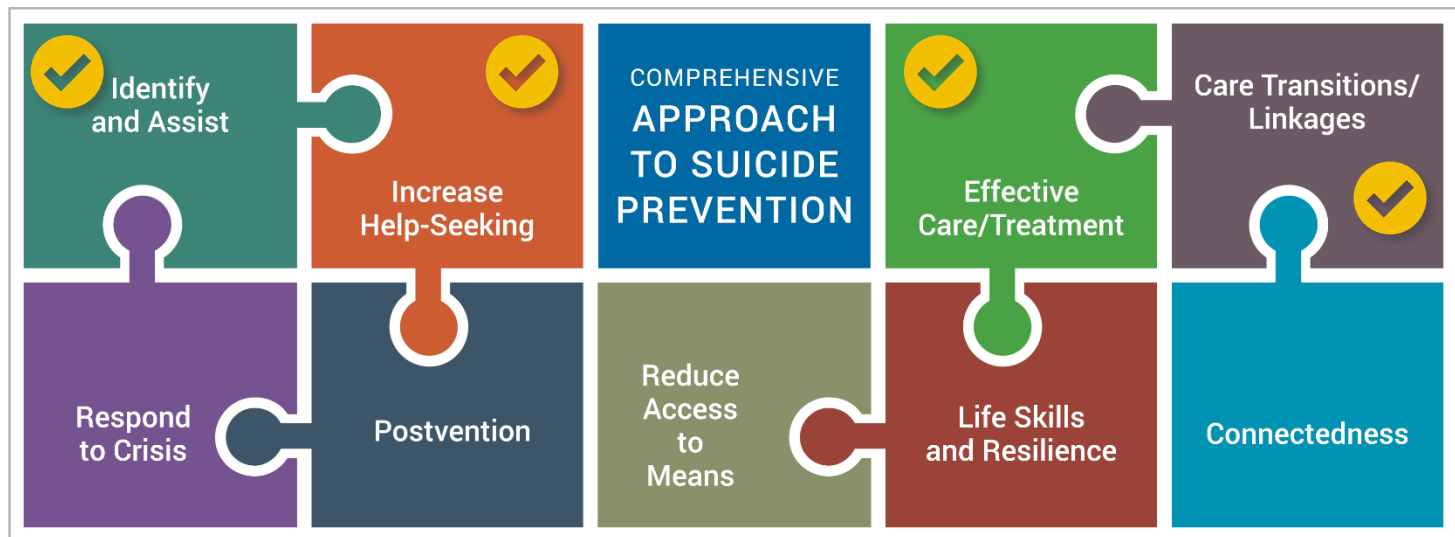 Identify
and Assist
Increase
Help-Seeking
COMPREHENSIVE
APPROACH
TO SUICIDE
PREVENTION
Effective
Care/Treatment
Care Transitions/
Linkages
Respond
to Crisis
Postvention
Reduce
Access
to
Means
Life Skills
and Resilience
Connectedness